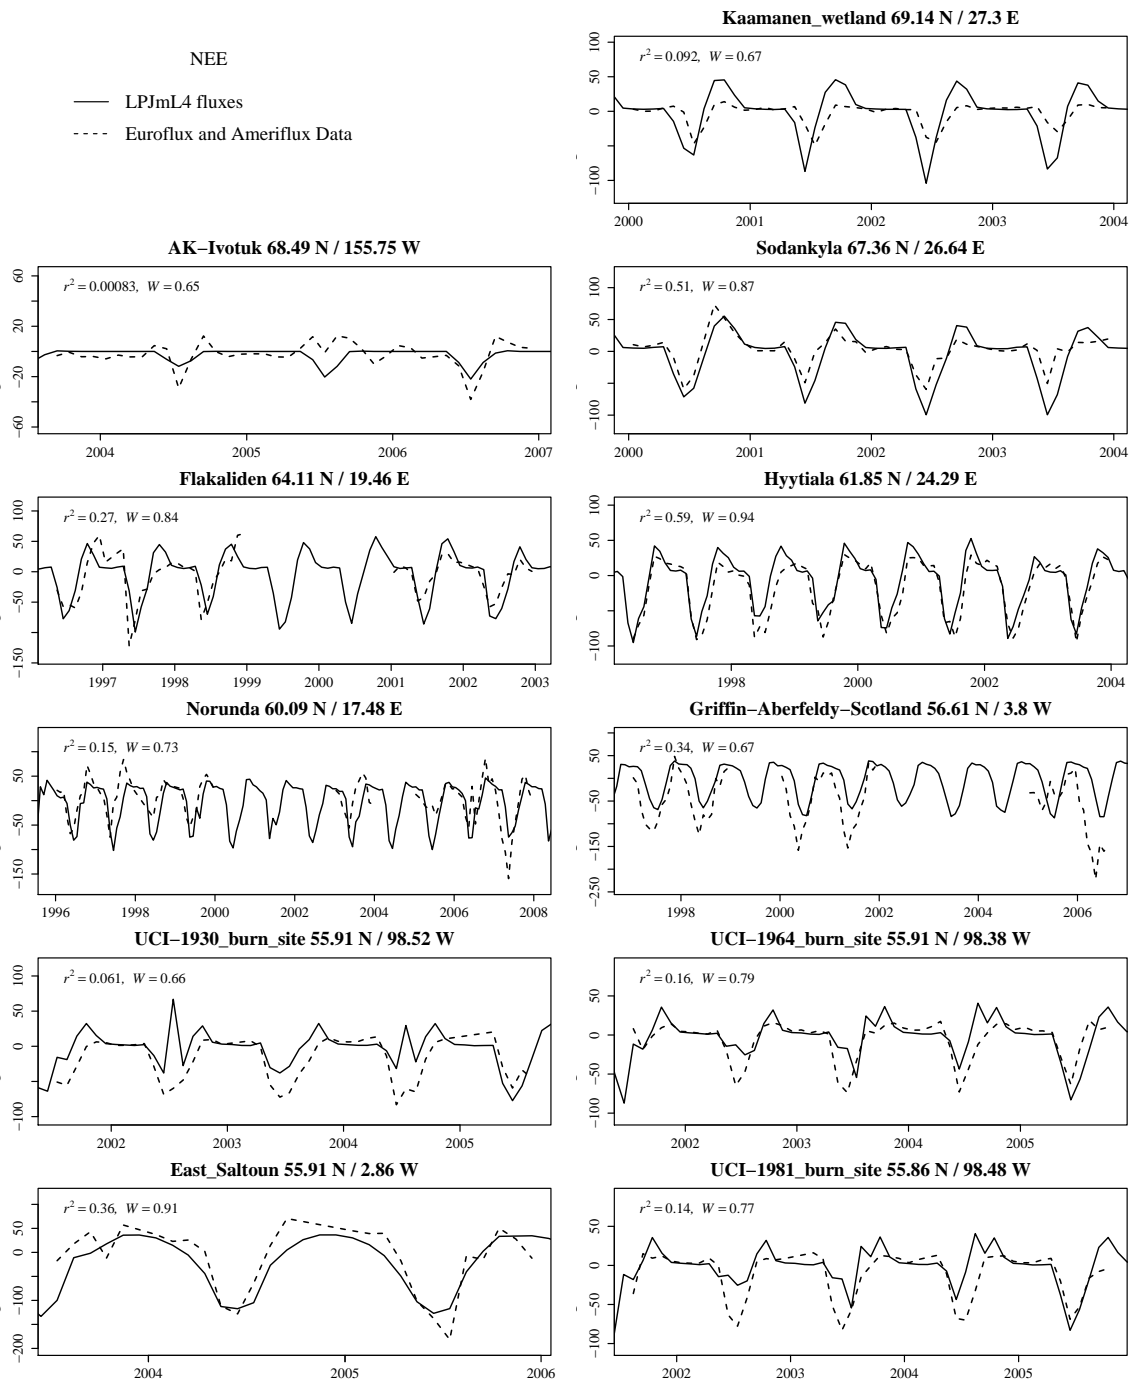 NEE
LPJmL4 fluxes
Euroflux and Ameriflux Data
Kaamanen_wetland 69.14 N / 27.3 E
r² = 0.092, W = 0.67
100
50
0
−100
2000 2001 2002 2003 2004
AK−Ivotuk 68.49 N / 155.75 W
r² = 0.00083, W = 0.65
60
20
−20
−60
2004 2005 2006 2007
Sodankyla 67.36 N / 26.64 E
r² = 0.51, W = 0.87
100
50
0
−100
2000 2001 2002 2003 2004
Flakaliden 64.11 N / 19.46 E
r² = 0.27, W = 0.84
100
50
0
−50
−150
1997 1998 1999 2000 2001 2002 2003
Hyytiala 61.85 N / 24.29 E
r² = 0.59, W = 0.94
100
50
0
−100
1998 2000 2002 2004
Norunda 60.09 N / 17.48 E
r² = 0.15, W = 0.73
50
−50
−150
1996 1998 2000 2002 2004 2006 2008
Griffin−Aberfeldy−Scotland 56.61 N / 3.8 W
r² = 0.34, W = 0.67
50
−50
−150
−250
1998 2000 2002 2004 2006
UCI−1930_burn_site 55.91 N / 98.52 W
r² = 0.061, W = 0.66
100
50
0
−100
2002 2003 2004 2005
UCI−1964_burn_site 55.91 N / 98.38 W
r² = 0.16, W = 0.79
50
0
−50
−100
2002 2003 2004 2005
East_Saltoun 55.91 N / 2.86 W
r² = 0.36, W = 0.91
50
0
−100
−200
2004 2005 2006
UCI−1981_burn_site 55.86 N / 98.48 W
r² = 0.14, W = 0.77
50
0
−50
−100
2002 2003 2004 2005